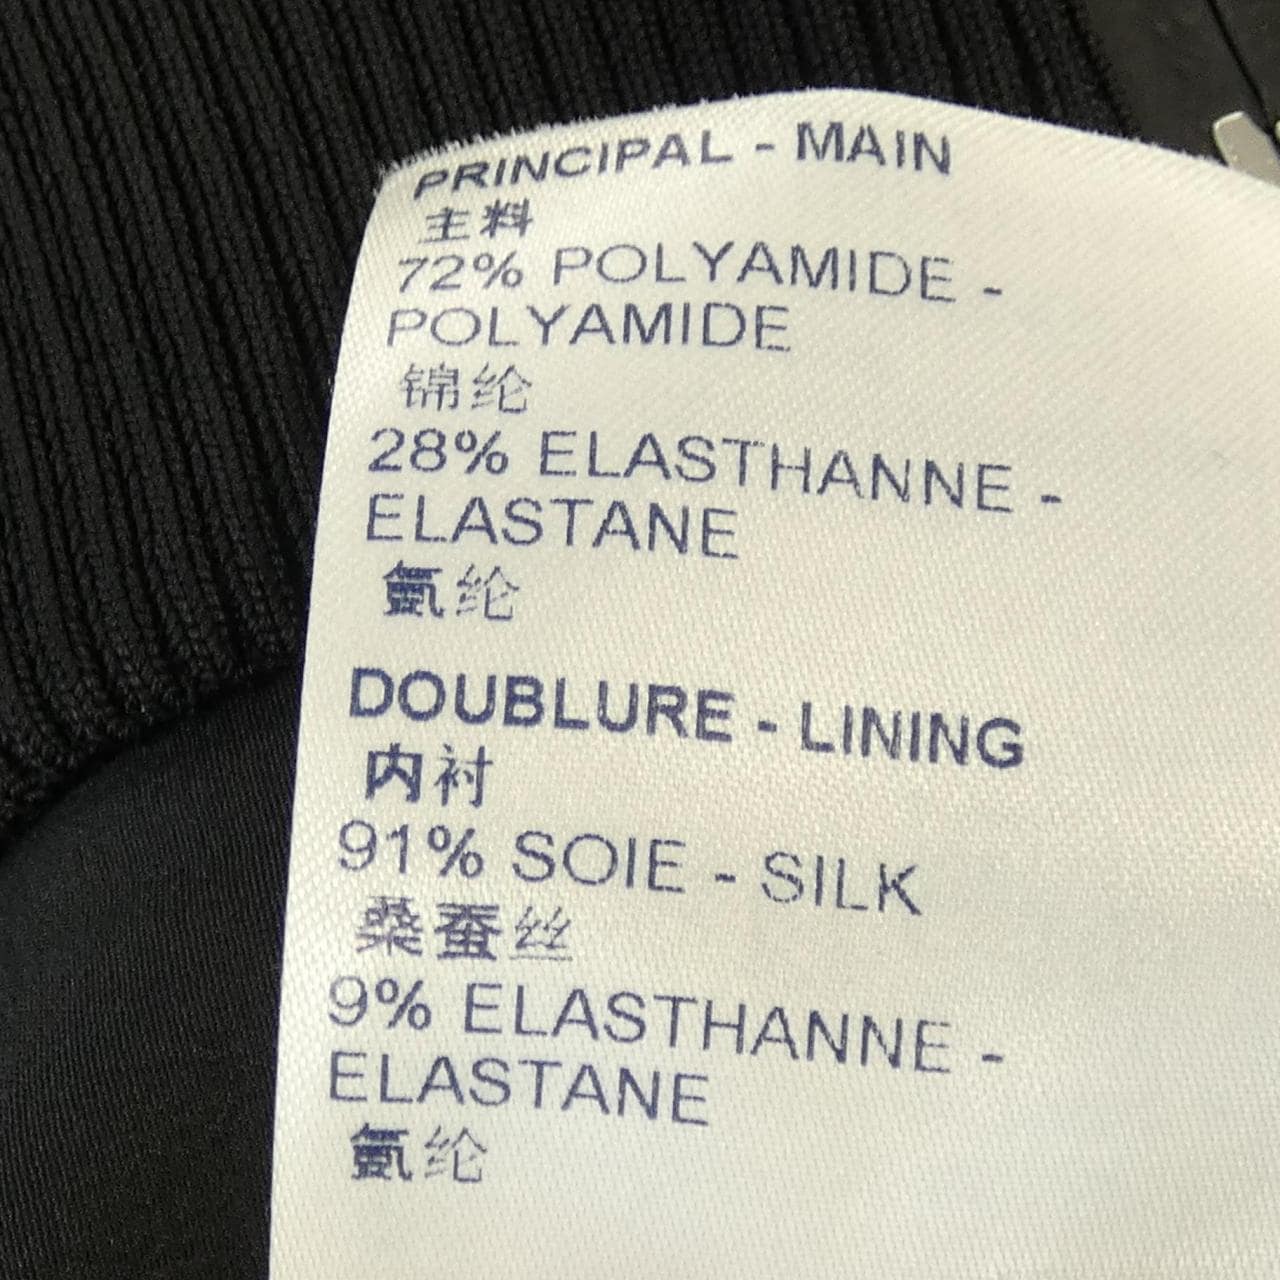 PRINCIPAL - MAIN
主料
72% POLYAMIDE -
POLYAMIDE
锦纶
28% ELASTHANNE -
ELASTANE
氨纶
DOUBLURE - LINING
内衬
91% SOIE - SILK
桑蚕丝
9% ELASTHANNE -
ELASTANE
氨纶